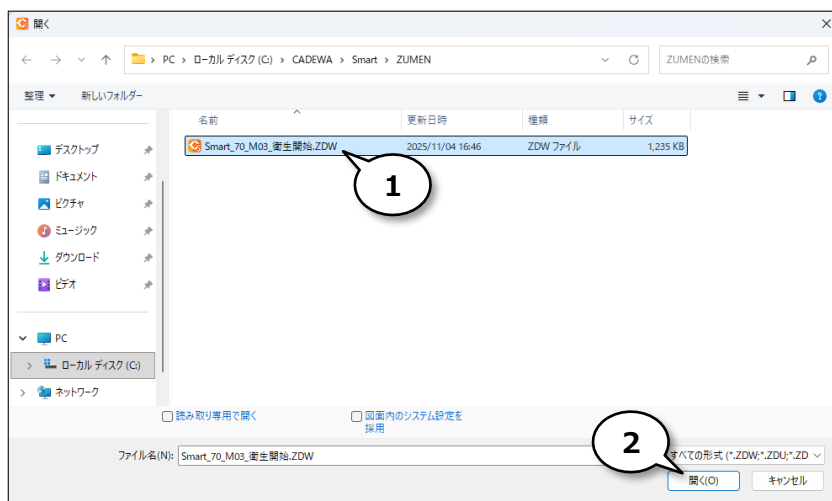 開く
PC › ローカル ディスク (C:) › CADEWA › Smart › ZUMEN
ZUMENの検索
整理 新しいフォルダー
名前 更新日時 種類 サイズ
Smart_70_M03_衛生開始.ZDW 2025/11/04 16:46 ZDW ファイル 1,235 KB
1
デスクトップ
ドキュメント
ピクチャ
ミュージック
ダウンロード
ビデオ
PC
ローカル ディスク (C:)
ネットワーク
読み取り専用で開く 図面内のシステム設定を
採用
2
ファイル名(N): Smart_70_M03_衛生開始.ZDW すべての形式 (*.ZDW;*.ZDU;*.ZD
開く(O) キャンセル